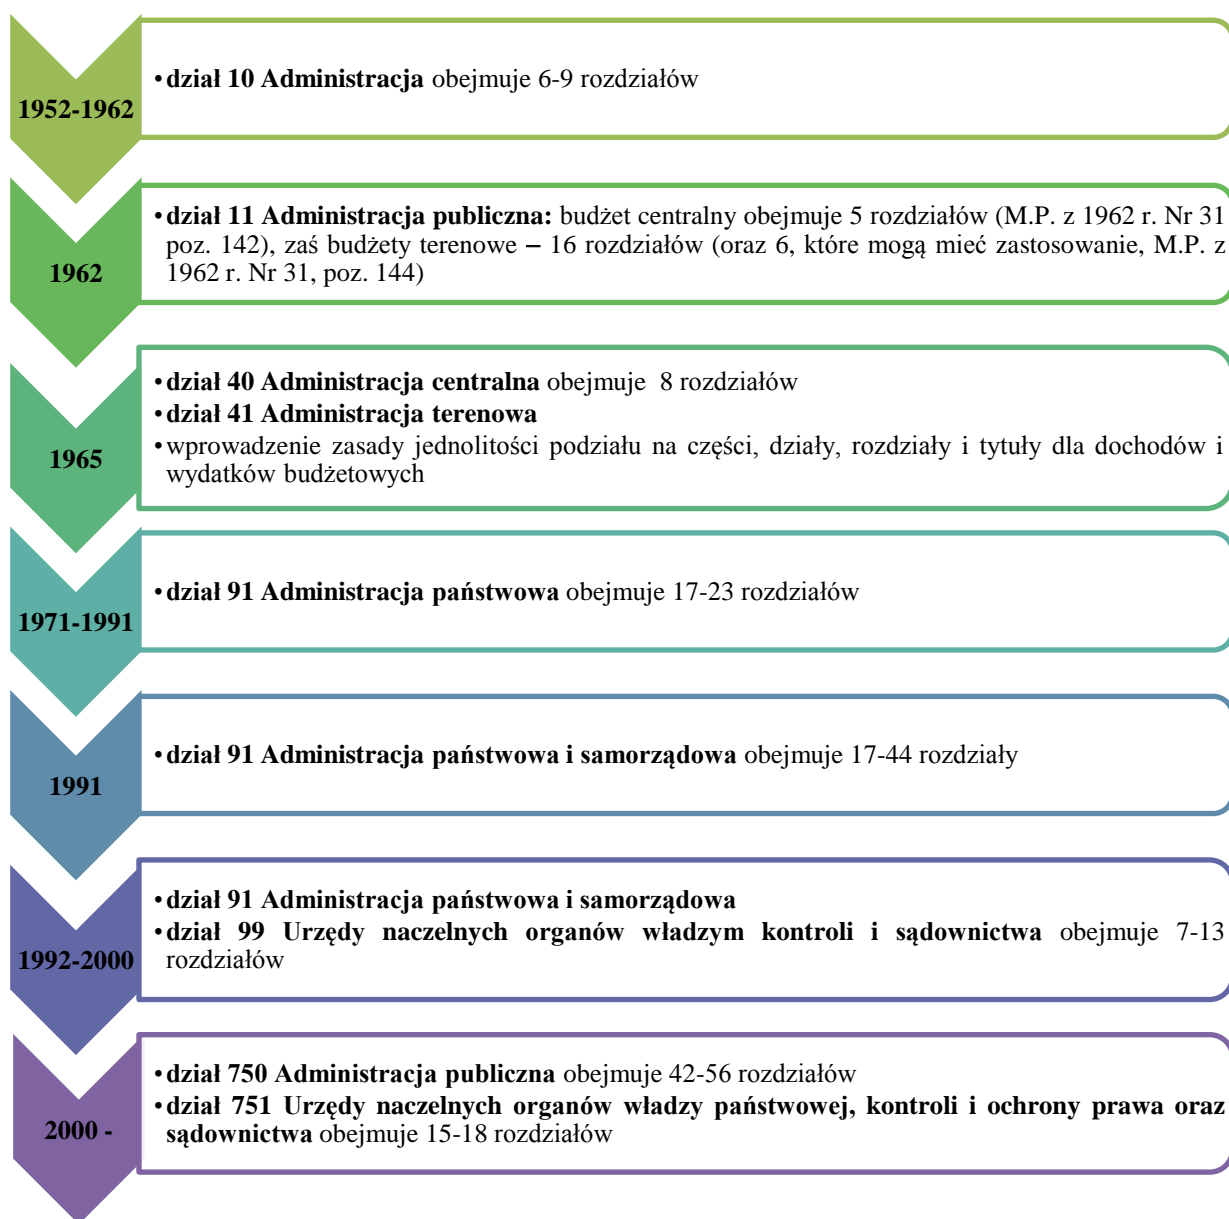 1952-1962
•dział 10 Administracja obejmuje 6-9 rozdziałów
1962
•dział 11 Administracja publiczna: budżet centralny obejmuje 5 rozdziałów (M.P. z 1962 r. Nr 31
poz. 142), zaś budżety terenowe – 16 rozdziałów (oraz 6, które mogą mieć zastosowanie, M.P. z
1962 r. Nr 31, poz. 144)
1965
•dział 40 Administracja centralna obejmuje 8 rozdziałów
•dział 41 Administracja terenowa
•wprowadzenie zasady jednolitości podziału na części, działy, rozdziały i tytuły dla dochodów i
wydatków budżetowych
1971-1991
•dział 91 Administracja państwowa obejmuje 17-23 rozdziałów
1991
•dział 91 Administracja państwowa i samorządowa obejmuje 17-44 rozdziały
1992-2000
•dział 91 Administracja państwowa i samorządowa
•dział 99 Urzędy naczelnych organów władzym kontroli i sądownictwa obejmuje 7-13
rozdziałów
2000 -
•dział 750 Administracja publiczna obejmuje 42-56 rozdziałów
•dział 751 Urzędy naczelnych organów władzy państwowej, kontroli i ochrony prawa oraz
sądownictwa obejmuje 15-18 rozdziałów